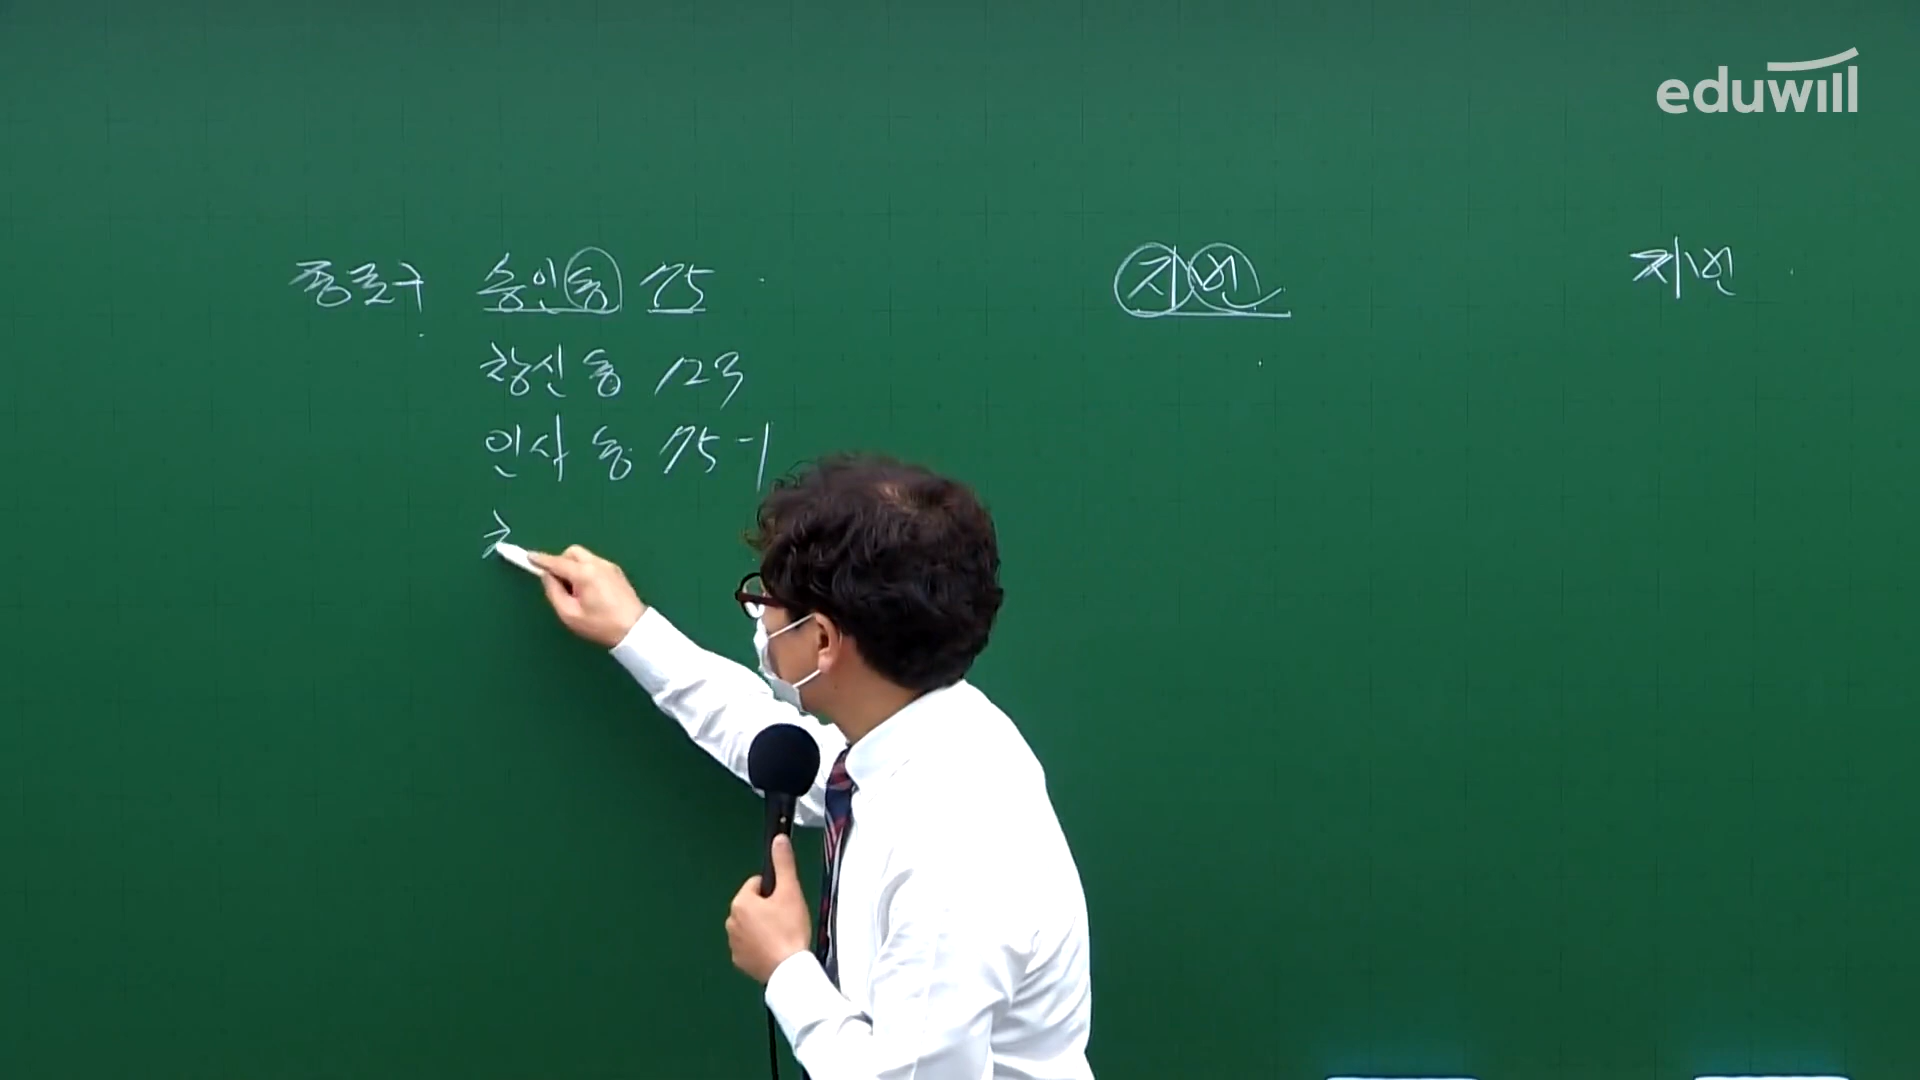 eduwill
종로구 숭인동 75 지번 지번
창신동 123
인사동 75-1